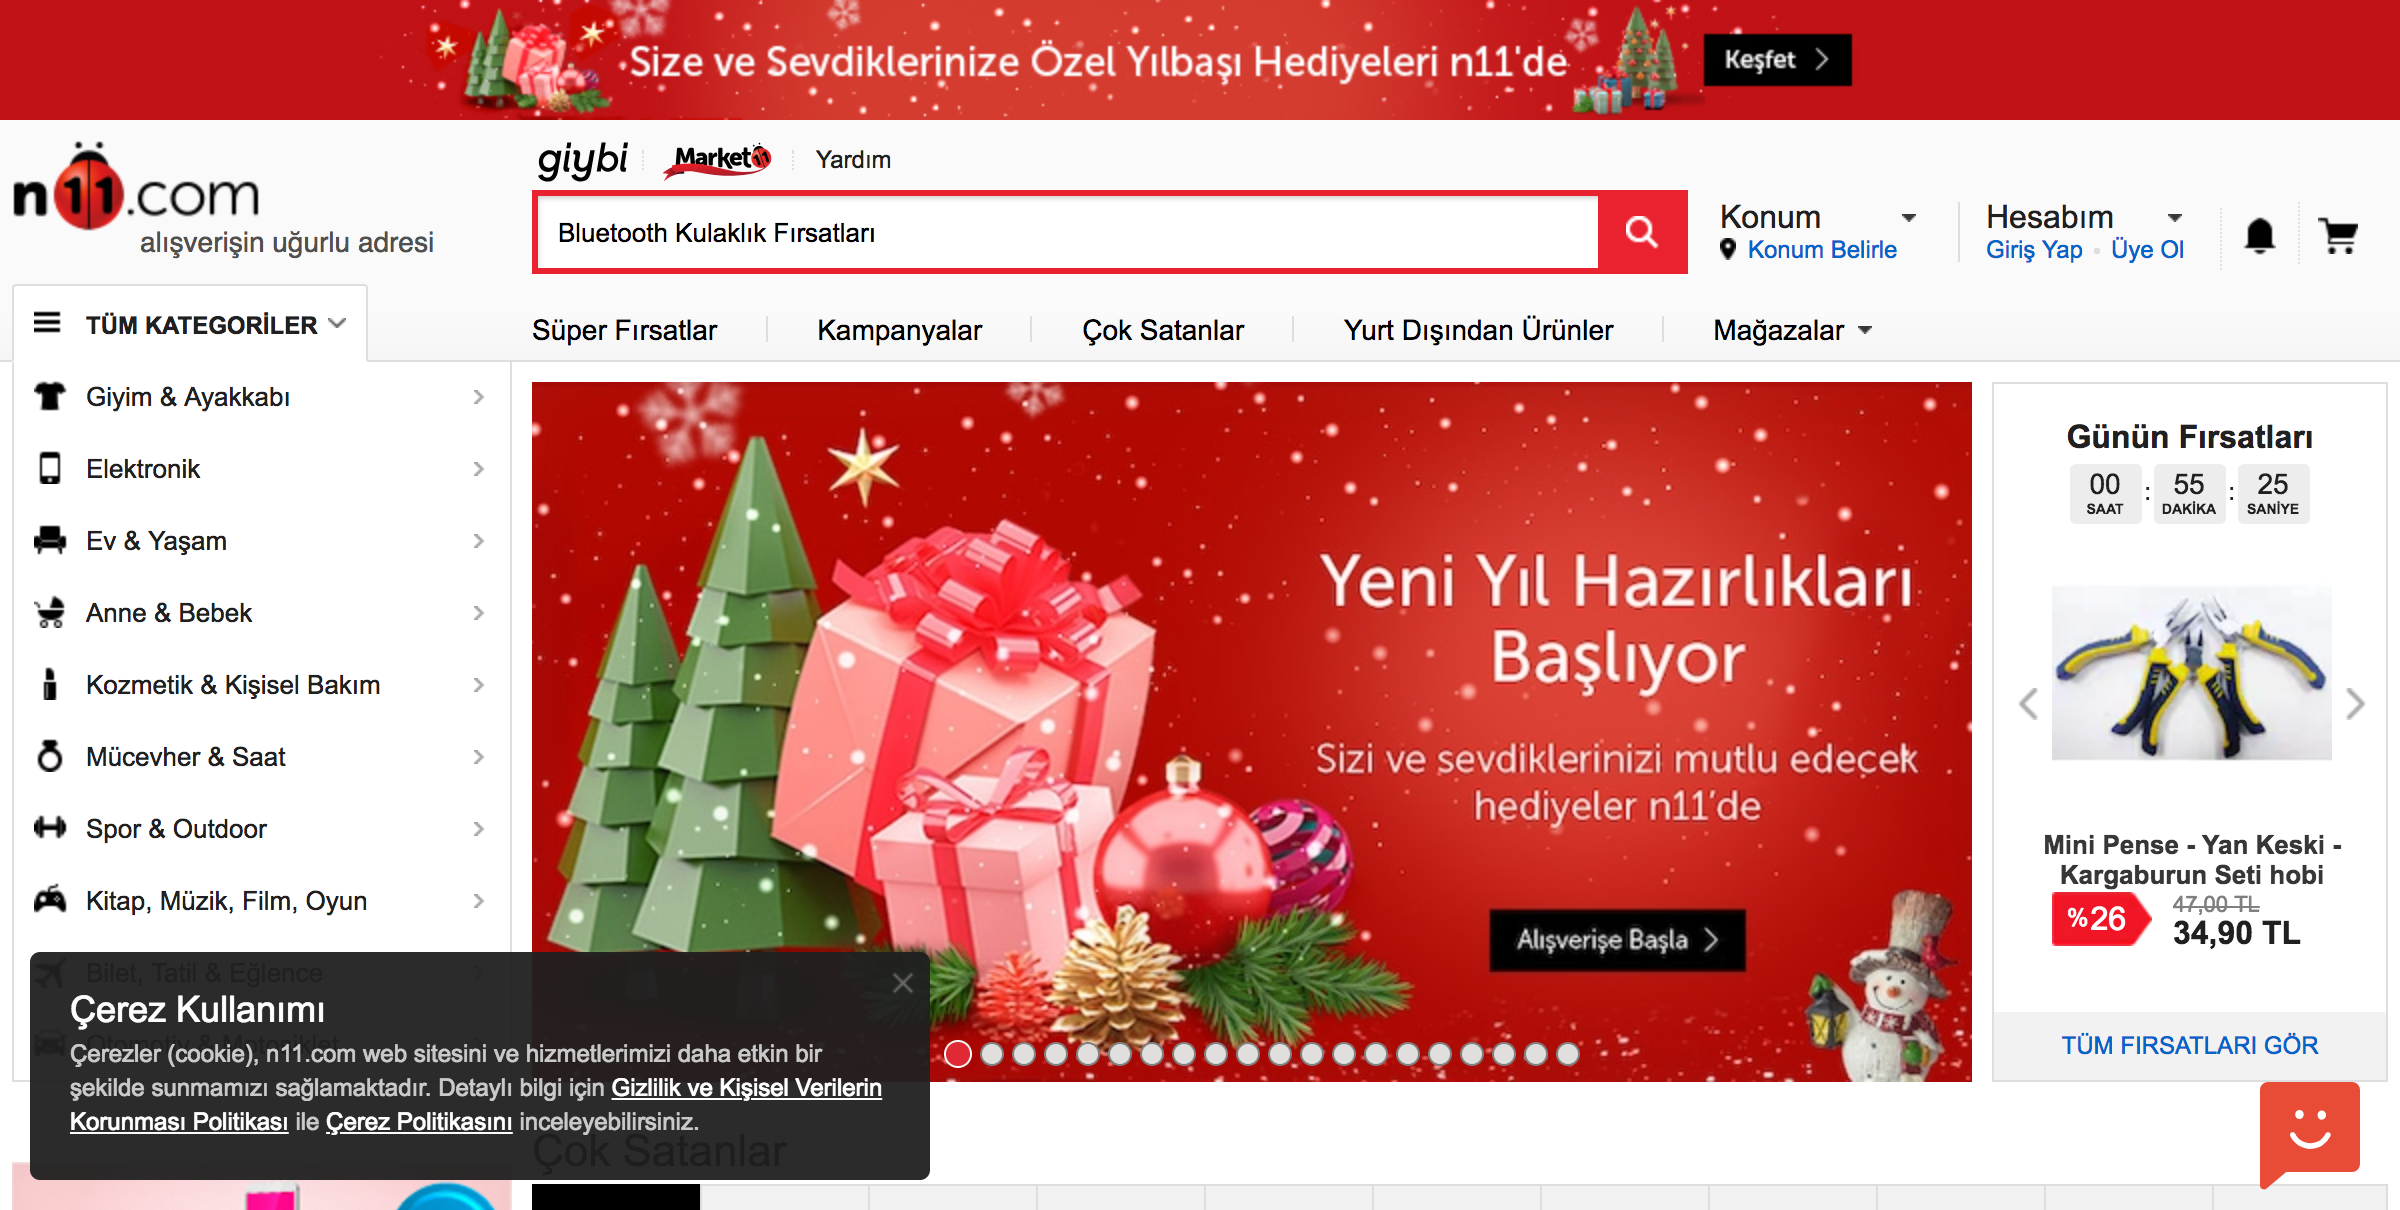 Size ve Sevdiklerinize Özel Yılbaşı Hediyeleri n11'de
Keşfet
n11.com
alışverişin uğurlu adresi
giybi
Market11
Yardım
Bluetooth Kulaklık Fırsatları
Konum
Konum Belirle
Hesabım
Giriş Yap
Üye Ol
TÜM KATEGORİLER
Süper Fırsatlar
Kampanyalar
Çok Satanlar
Yurt Dışından Ürünler
Mağazalar
Giyim & Ayakkabı
Elektronik
Ev & Yaşam
Anne & Bebek
Kozmetik & Kişisel Bakım
Mücevher & Saat
Spor & Outdoor
Kitap, Müzik, Film, Oyun
Bilet, Tatil & Eğlence
Otomotiv & Motosiklet
Yeni Yıl Hazırlıkları
Başlıyor
Sizi ve sevdiklerinizi mutlu edecek
hediyeler n11'de
Alışverişe Başla
Günün Fırsatları
00 : 55 : 25
SAAT DAKİKA SANİYE
Mini Pense - Yan Keski -
Kargaburun Seti hobi
%26
47,00 TL
34,90 TL
TÜM FIRSATLARI GÖR
Çerez Kullanımı
Çerezler (cookie), n11.com web sitesini ve hizmetlerimizi daha etkin bir
şekilde sunmamızı sağlamaktadır. Detaylı bilgi için Gizlilik ve Kişisel Verilerin
Korunması Politikası ile Çerez Politikasını inceleyebilirsiniz.
Çok Satanlar